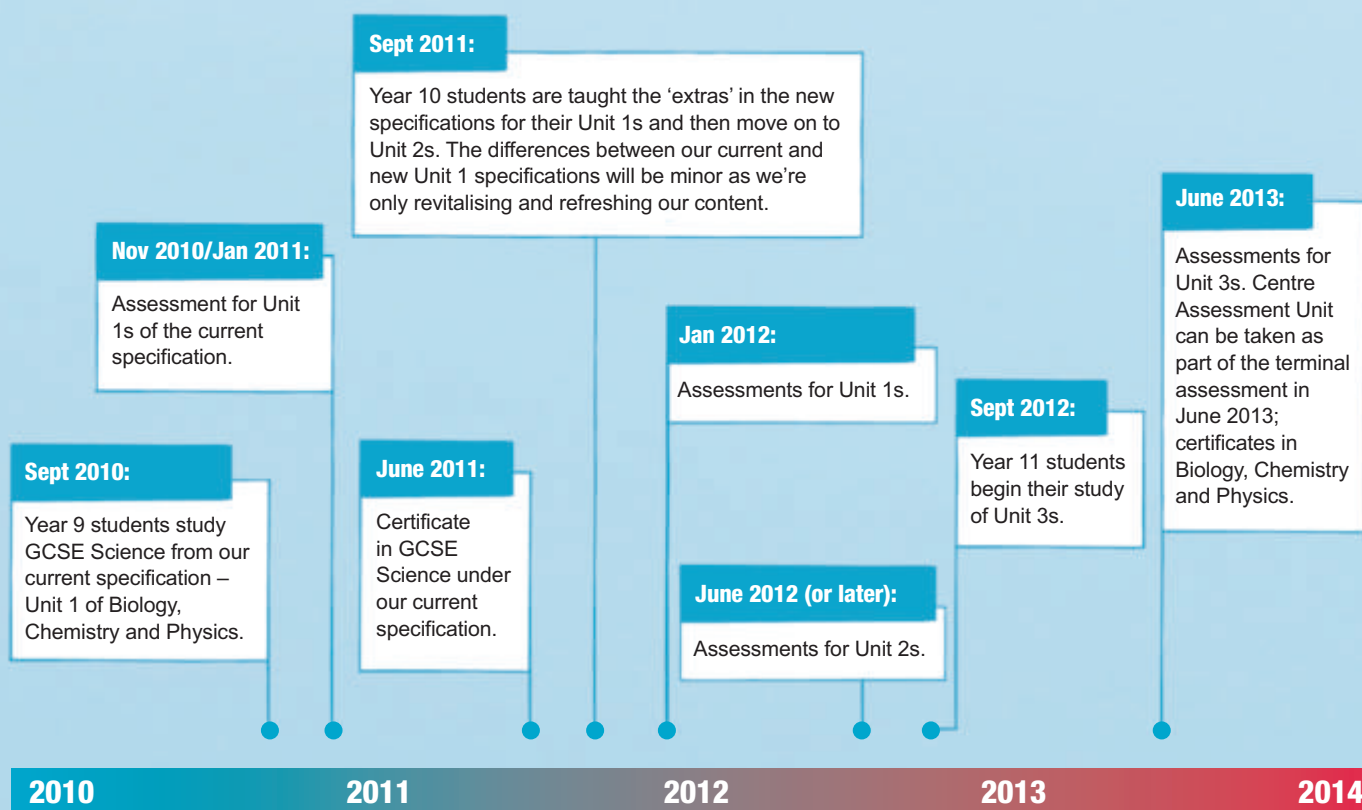 Sept 2010:
Year 9 students study
GCSE Science from our
current specification –
Unit 1 of Biology,
Chemistry and Physics.
Nov 2010/Jan 2011:
Assessment for Unit
1s of the current
specification.
June 2011:
Certificate
in GCSE
Science under
our current
specification.
Sept 2011:
Year 10 students are taught the ‘extras’ in the new
specifications for their Unit 1s and then move on to
Unit 2s. The differences between our current and
new Unit 1 specifications will be minor as we’re
only revitalising and refreshing our content.
Jan 2012:
Assessments for Unit 1s.
June 2012 (or later):
Assessments for Unit 2s.
Sept 2012:
Year 11 students
begin their study
of Unit 3s.
June 2013:
Assessments for
Unit 3s. Centre
Assessment Unit
can be taken as
part of the terminal
assessment in
June 2013;
certificates in
Biology, Chemistry
and Physics.
2010 2011 2012 2013 2014